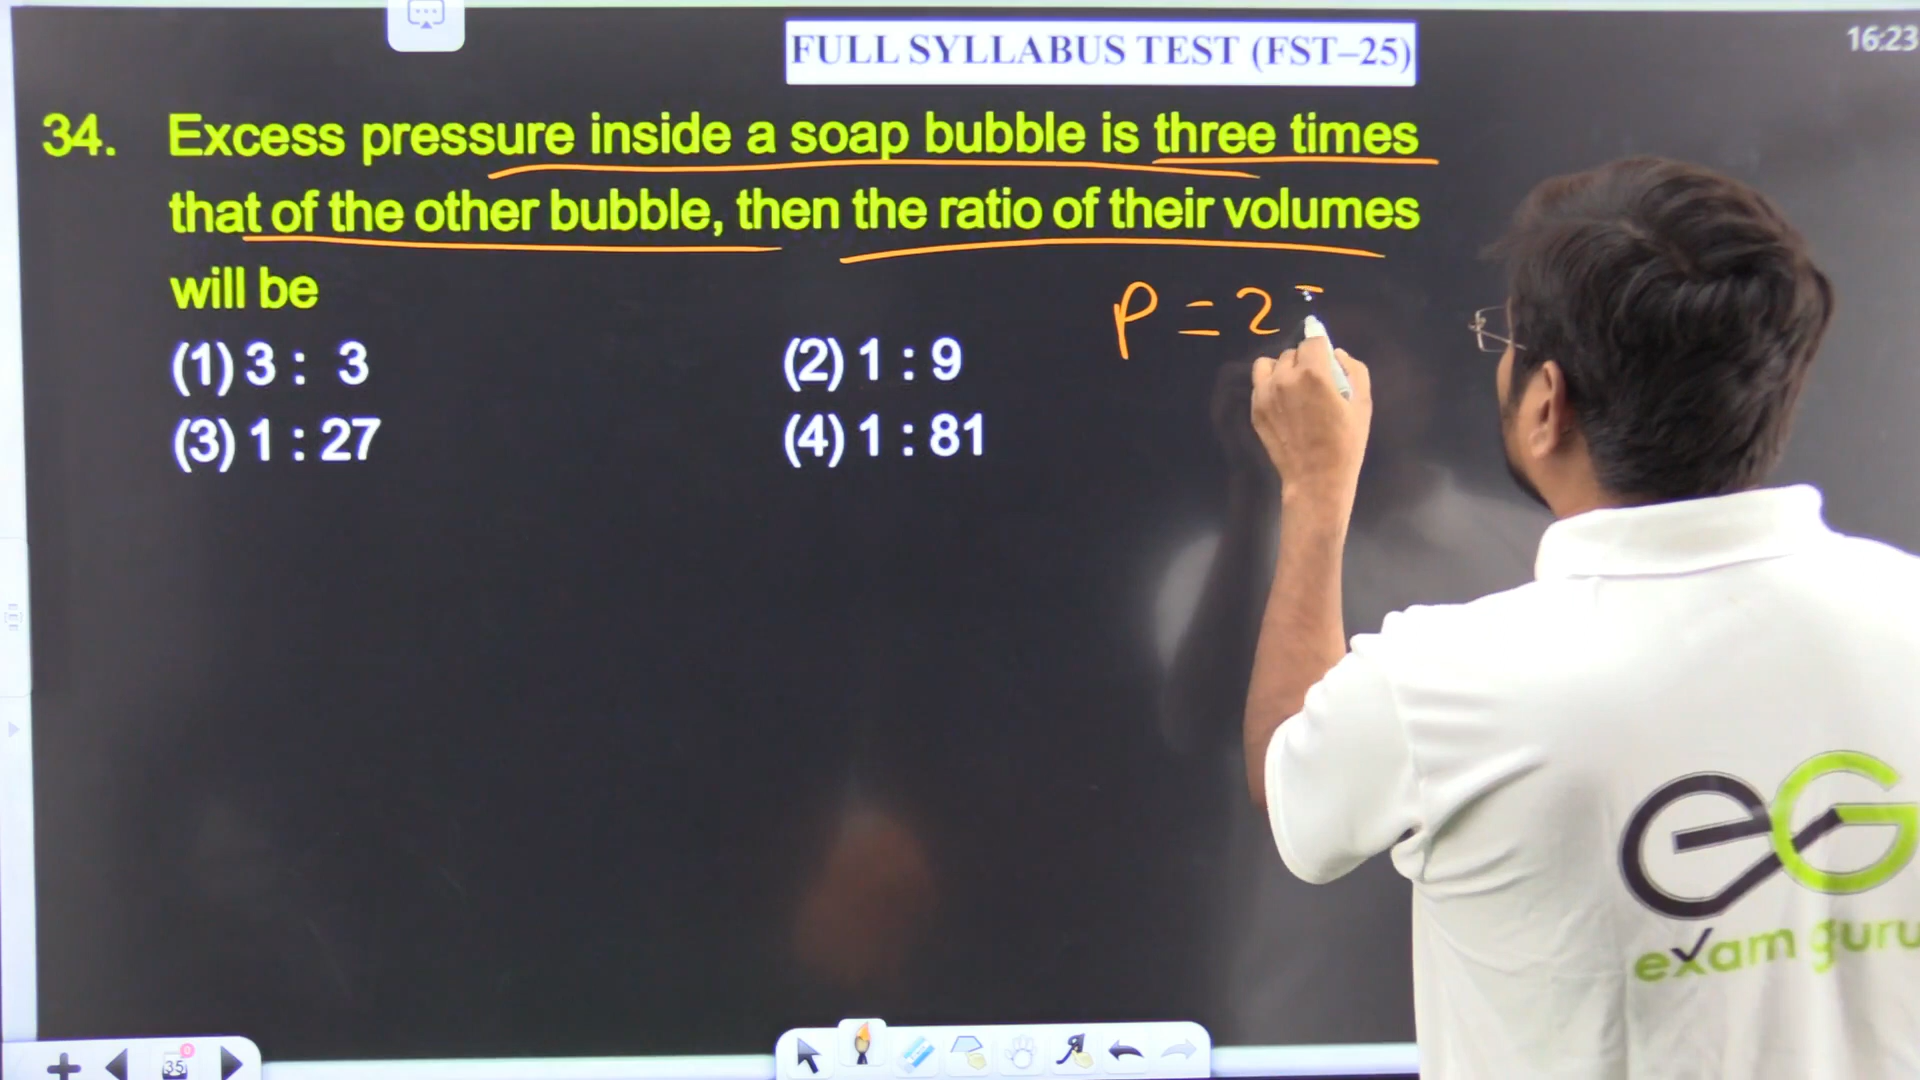 FULL SYLLABUS TEST (FST–25)
16:23
34. Excess pressure inside a soap bubble is three times
that of the other bubble, then the ratio of their volumes
will be
P = 2
(1) 3 : 3
(2) 1 : 9
(3) 1 : 27
(4) 1 : 81
eG
exam guru
35
0